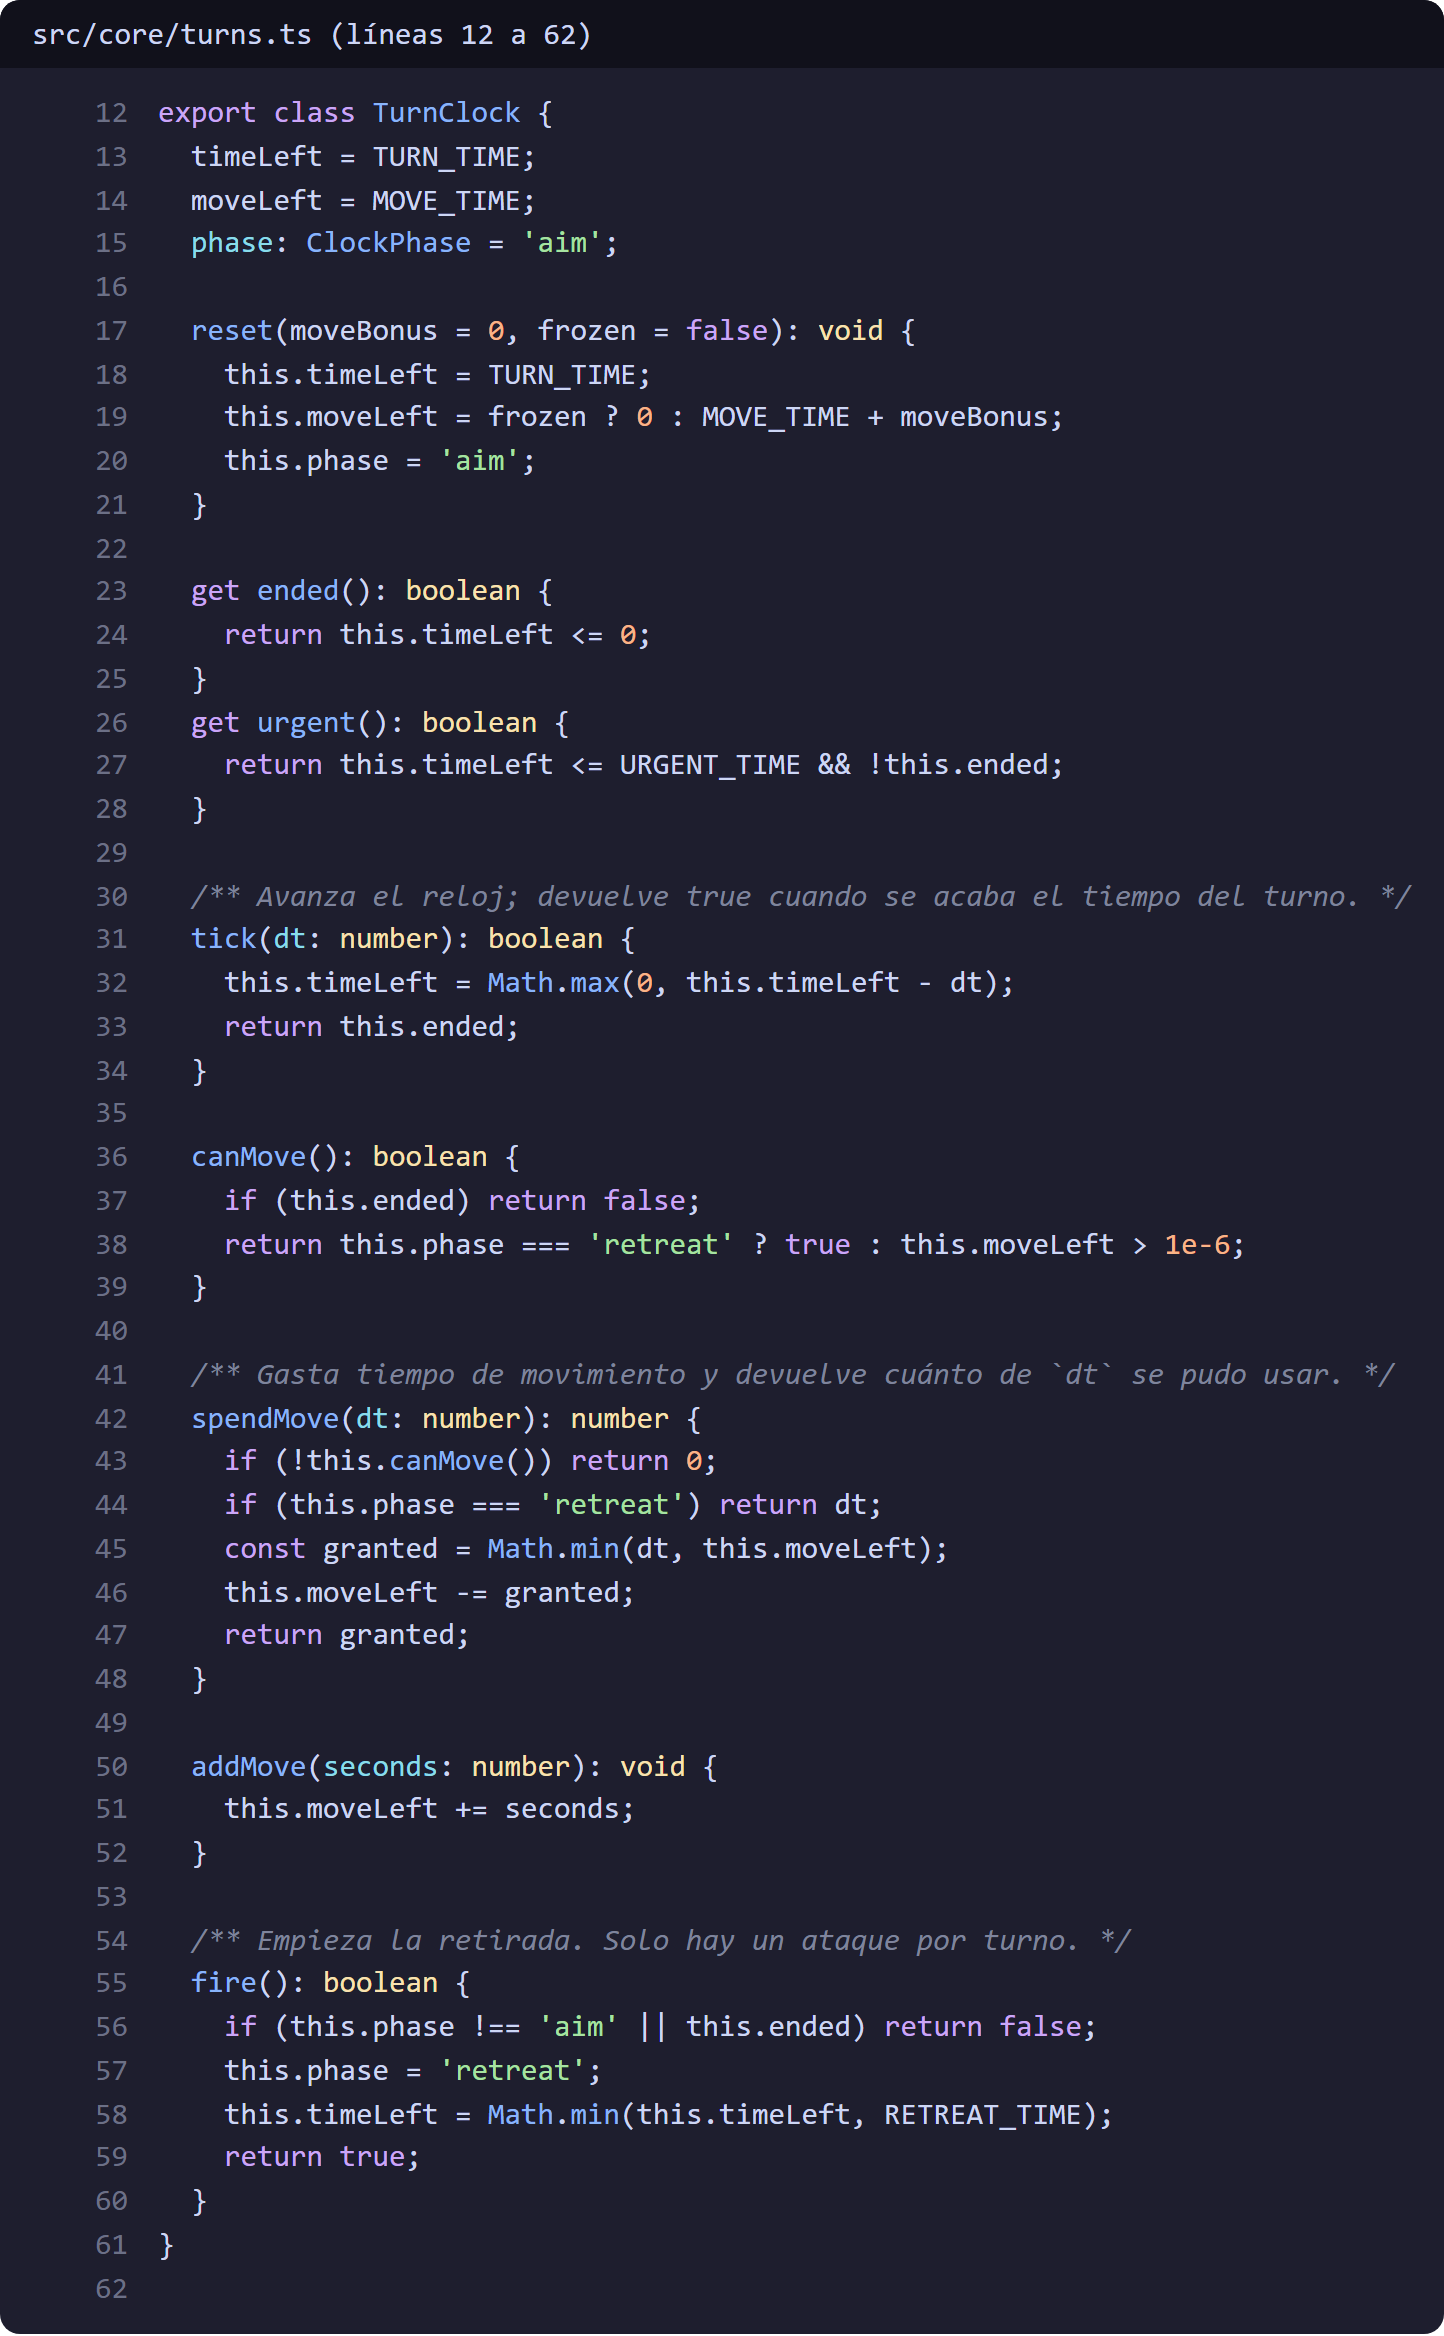 src/core/turns.ts (líneas 12 a 62)
12 export class TurnClock {
13   timeLeft = TURN_TIME;
14   moveLeft = MOVE_TIME;
15   phase: ClockPhase = 'aim';
16
17   reset(moveBonus = 0, frozen = false): void {
18     this.timeLeft = TURN_TIME;
19     this.moveLeft = frozen ? 0 : MOVE_TIME + moveBonus;
20     this.phase = 'aim';
21   }
22
23   get ended(): boolean {
24     return this.timeLeft <= 0;
25   }
26   get urgent(): boolean {
27     return this.timeLeft <= URGENT_TIME && !this.ended;
28   }
29
30   /** Avanza el reloj; devuelve true cuando se acaba el tiempo del turno. */
31   tick(dt: number): boolean {
32     this.timeLeft = Math.max(0, this.timeLeft - dt);
33     return this.ended;
34   }
35
36   canMove(): boolean {
37     if (this.ended) return false;
38     return this.phase === 'retreat' ? true : this.moveLeft > 1e-6;
39   }
40
41   /** Gasta tiempo de movimiento y devuelve cuánto de `dt` se pudo usar. */
42   spendMove(dt: number): number {
43     if (!this.canMove()) return 0;
44     if (this.phase === 'retreat') return dt;
45     const granted = Math.min(dt, this.moveLeft);
46     this.moveLeft -= granted;
47     return granted;
48   }
49
50   addMove(seconds: number): void {
51     this.moveLeft += seconds;
52   }
53
54   /** Empieza la retirada. Solo hay un ataque por turno. */
55   fire(): boolean {
56     if (this.phase !== 'aim' || this.ended) return false;
57     this.phase = 'retreat';
58     this.timeLeft = Math.min(this.timeLeft, RETREAT_TIME);
59     return true;
60   }
61 }
62